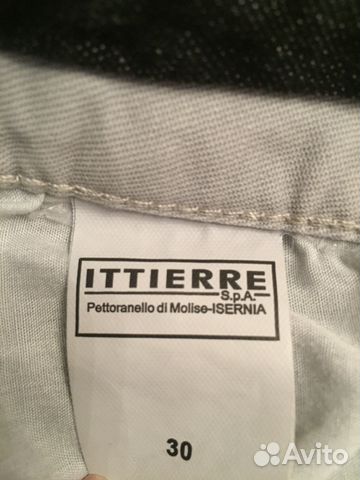 ITTIERRE
S.p.A.
Pettoranello di Molise-ISERNIA
30
Avito